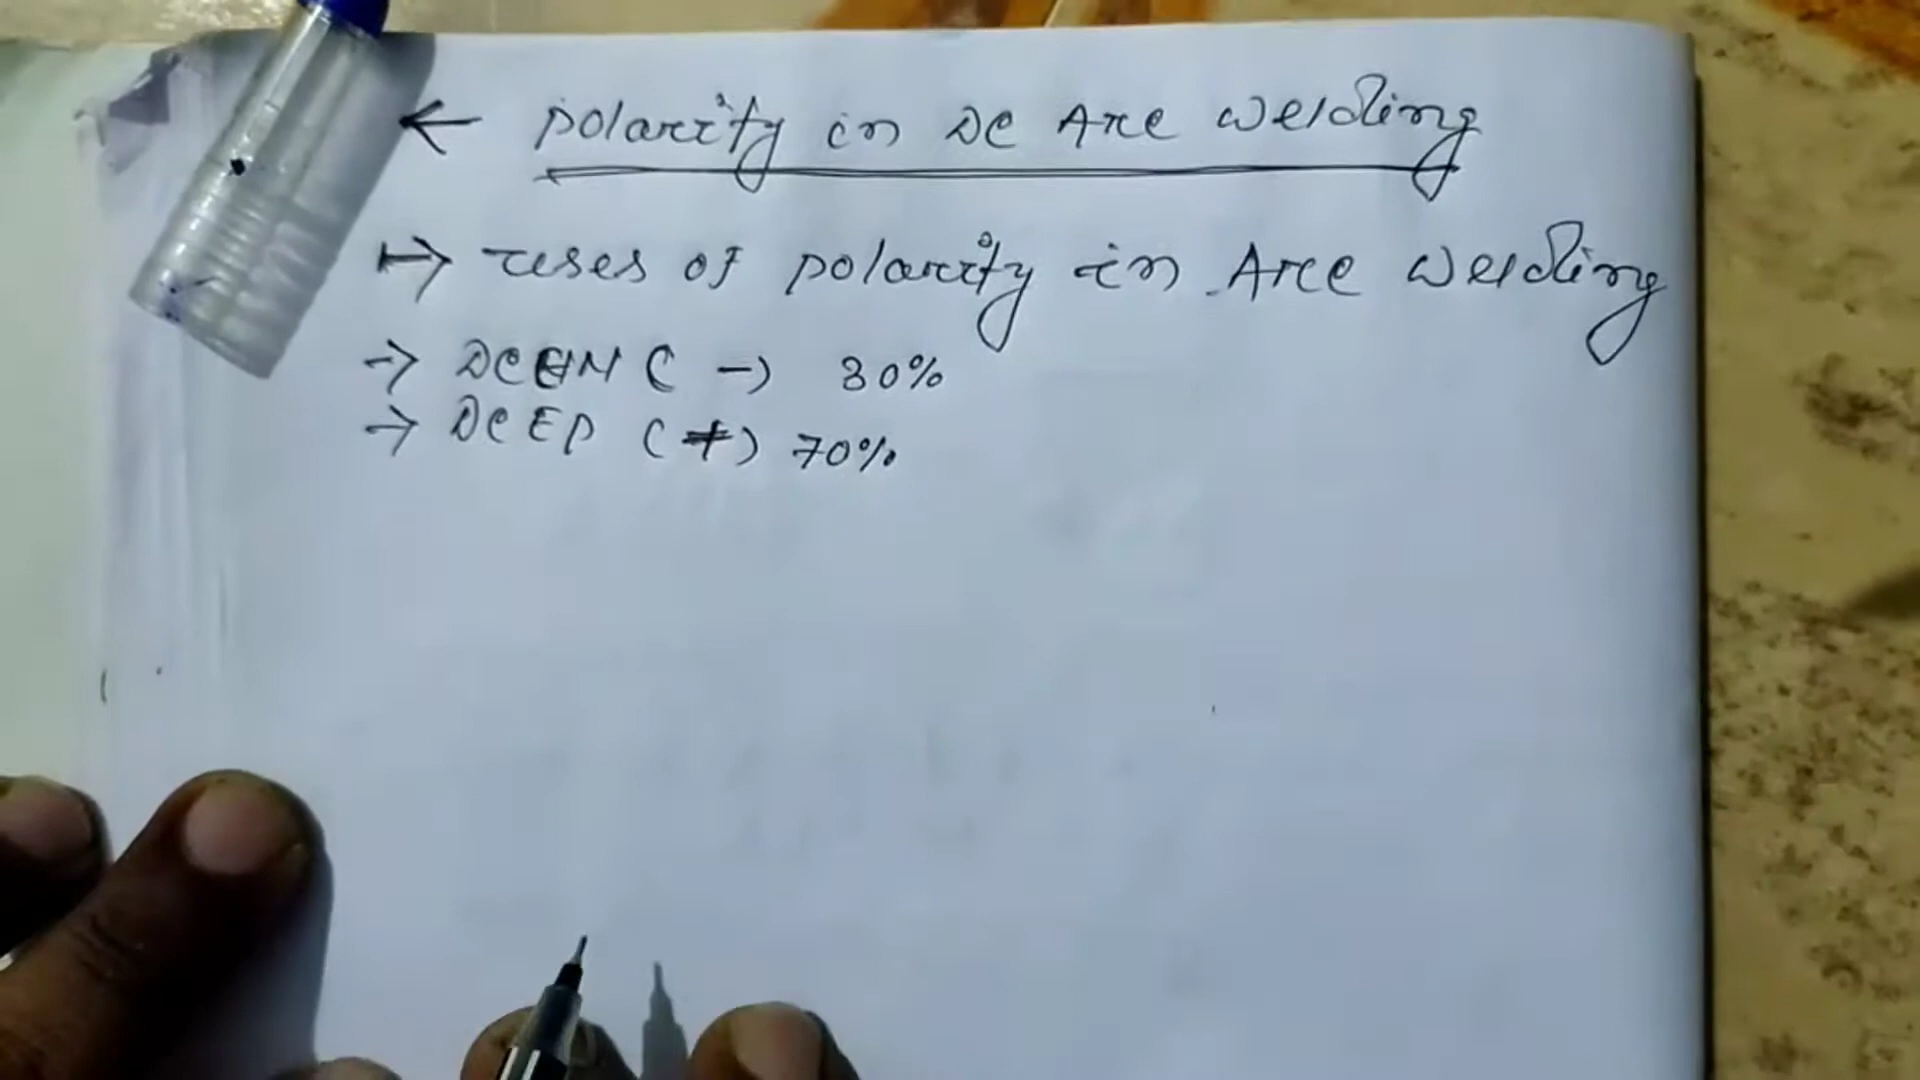 ← polarity in DC Arc welding
↦ uses of polarity in Arc welding
→ DCEN (-) 30%
→ DCEP (+) 70%